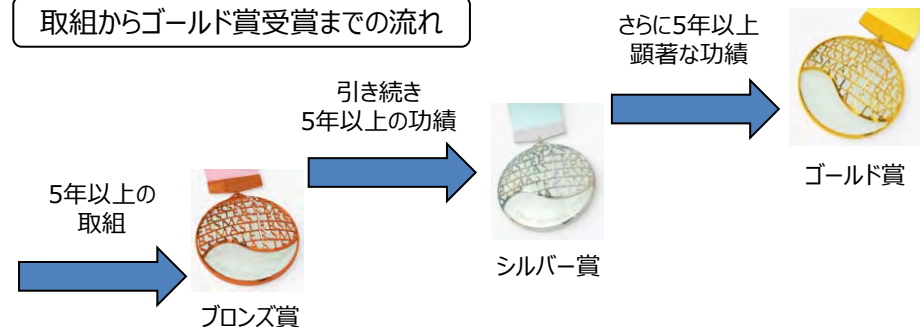 取組からゴールド賞受賞までの流れ
5年以上の
取組
ブロンズ賞
引き続き
5年以上の功績
シルバー賞
さらに5年以上
顕著な功績
ゴールド賞